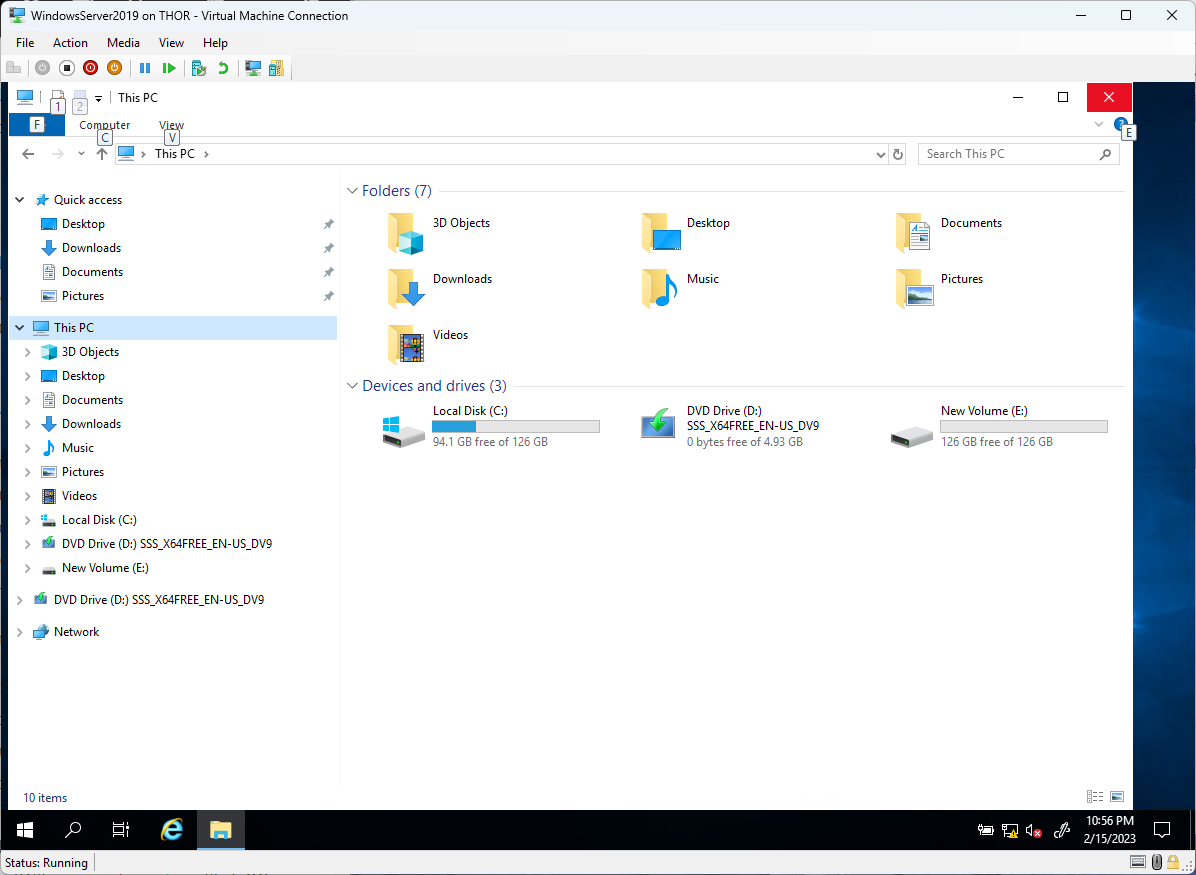 WindowsServer2019 on THOR - Virtual Machine Connection
File Action Media View Help
1 2 This PC
F Computer View
C V E
This PC
Search This PC
Quick access
Desktop
Downloads
Documents
Pictures
This PC
3D Objects
Desktop
Documents
Downloads
Music
Pictures
Videos
Local Disk (C:)
DVD Drive (D:) SSS_X64FREE_EN-US_DV9
New Volume (E:)
DVD Drive (D:) SSS_X64FREE_EN-US_DV9
Network
Folders (7)
3D Objects
Desktop
Documents
Downloads
Music
Pictures
Videos
Devices and drives (3)
Local Disk (C:)
94.1 GB free of 126 GB
DVD Drive (D:)
SSS_X64FREE_EN-US_DV9
0 bytes free of 4.93 GB
New Volume (E:)
126 GB free of 126 GB
10 items
10:56 PM
2/15/2023
Status: Running